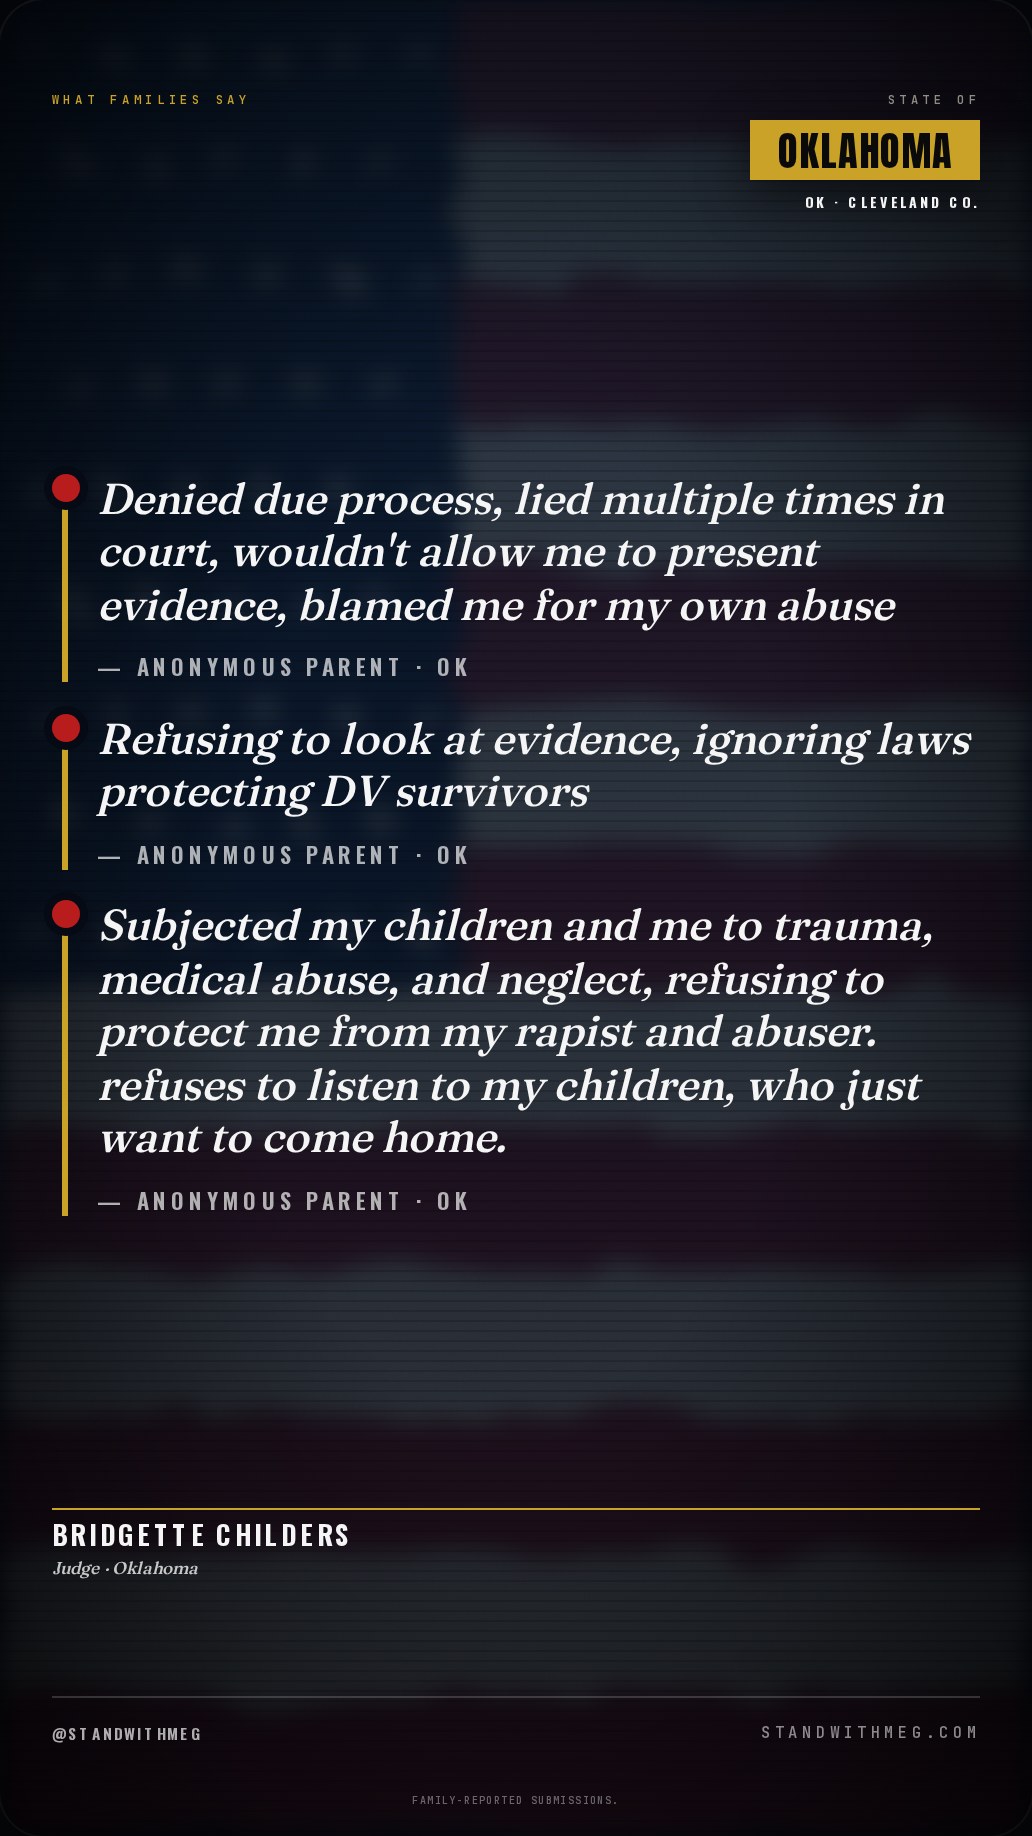 WHAT FAMILIES SAY
STATE OF
OKLAHOMA
OK · CLEVELAND CO.
Denied due process, lied multiple times in
court, wouldn't allow me to present
evidence, blamed me for my own abuse
— ANONYMOUS PARENT · OK
Refusing to look at evidence, ignoring laws
protecting DV survivors
— ANONYMOUS PARENT · OK
Subjected my children and me to trauma,
medical abuse, and neglect, refusing to
protect me from my rapist and abuser.
refuses to listen to my children, who just
want to come home.
— ANONYMOUS PARENT · OK
BRIDGETTE CHILDERS
Judge · Oklahoma
@STANDWITHMEG
STANDWITHMEG.COM
FAMILY-REPORTED SUBMISSIONS.